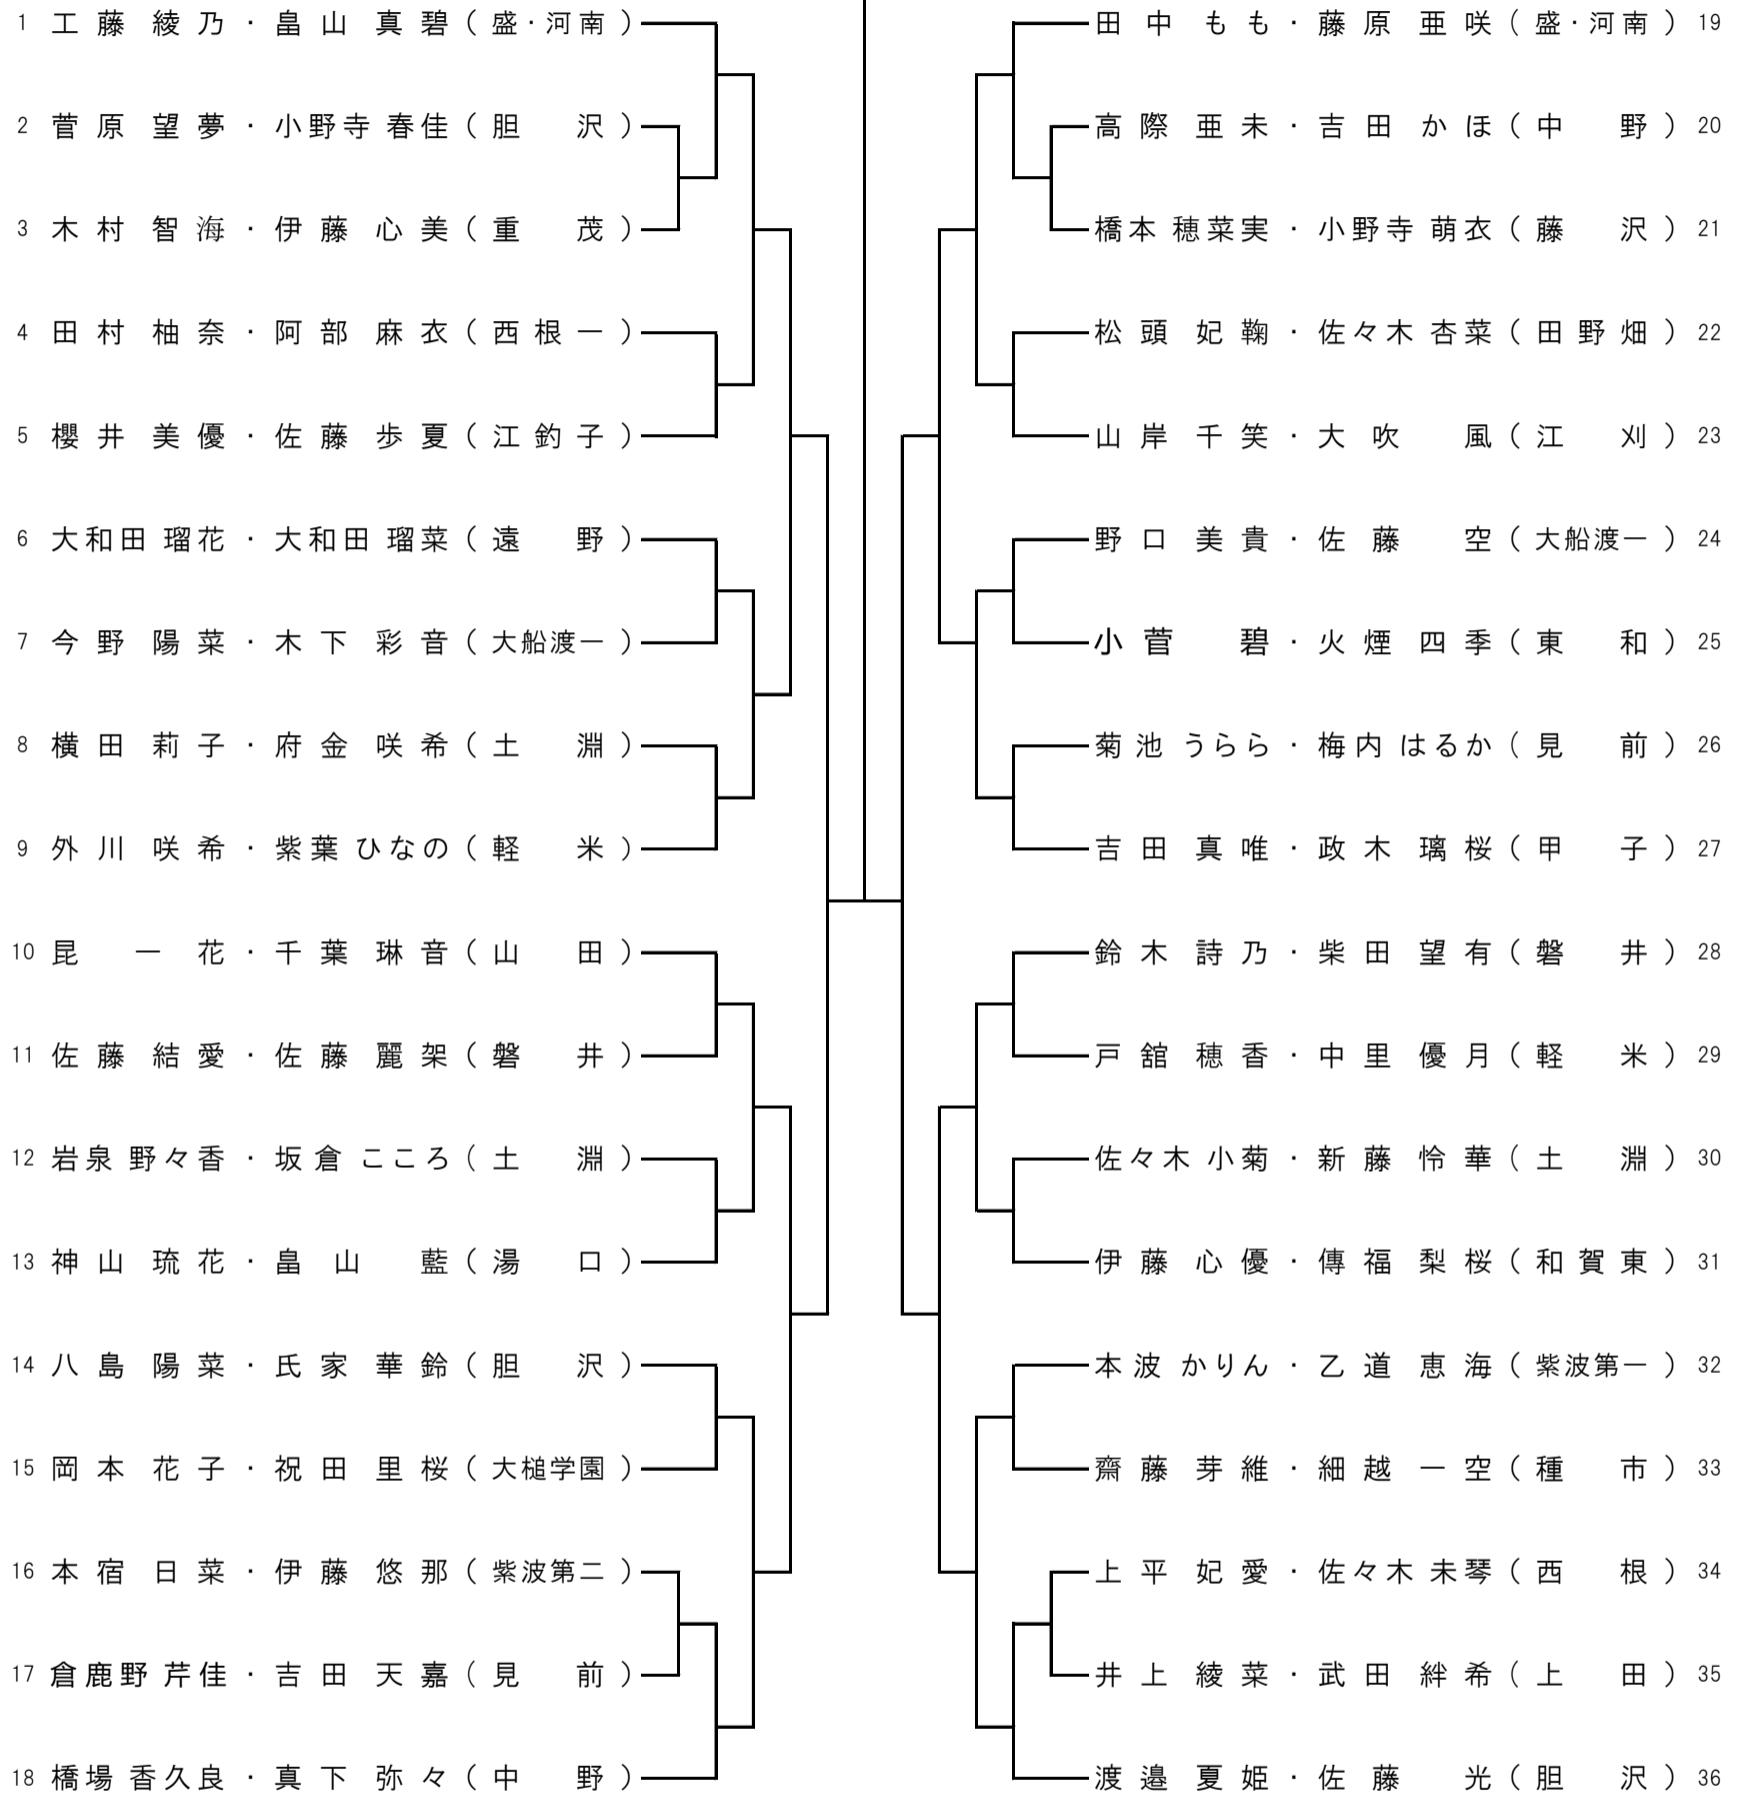 1 工藤 綾乃・畠山 真碧(盛・河南)
2 菅原 望夢・小野寺 春佳(胆沢)
3 木村 智海・伊藤 心美(重茂)
4 田村 柚奈・阿部 麻衣(西根一)
5 櫻井 美優・佐藤 歩夏(江釣子)
6 大和田 瑠花・大和田 瑠菜(遠野)
7 今野 陽菜・木下 彩音(大船渡一)
8 横田 莉子・府金 咲希(土淵)
9 外川 咲希・紫葉 ひなの(軽米)
10 昆 一花・千葉 琳音(山田)
11 佐藤 結愛・佐藤 麗架(磐井)
12 岩泉 野々香・坂倉 こころ(土淵)
13 神山 琉花・畠山 藍(湯口)
14 八島 陽菜・氏家 華鈴(胆沢)
15 岡本 花子・祝田 里桜(大槌学園)
16 本宿 日菜・伊藤 悠那(紫波第二)
17 倉鹿野 芹佳・吉田 天嘉(見前)
18 橋場 香久良・真下 弥々(中野)
田中 もも・藤原 亜咲(盛・河南) 19
高際 亜未・吉田 かほ(中野) 20
橋本 穂菜実・小野寺 萌衣(藤沢) 21
松頭 妃鞠・佐々木 杏菜(田野畑) 22
山岸 千笑・大吹 風(江刈) 23
野口 美貴・佐藤 空(大船渡一) 24
小菅 碧・火煙 四季(東和) 25
菊池 うらら・梅内 はるか(見前) 26
吉田 真唯・政木 璃桜(甲子) 27
鈴木 詩乃・柴田 望有(磐井) 28
戸舘 穂香・中里 優月(軽米) 29
佐々木 小菊・新藤 怜華(土淵) 30
伊藤 心優・傳福 梨桜(和賀東) 31
本波 かりん・乙道 恵海(紫波第一) 32
齋藤 芽維・細越 一空(種市) 33
上平 妃愛・佐々木 未琴(西根) 34
井上 綾菜・武田 絆希(上田) 35
渡邉 夏姫・佐藤 光(胆沢) 36